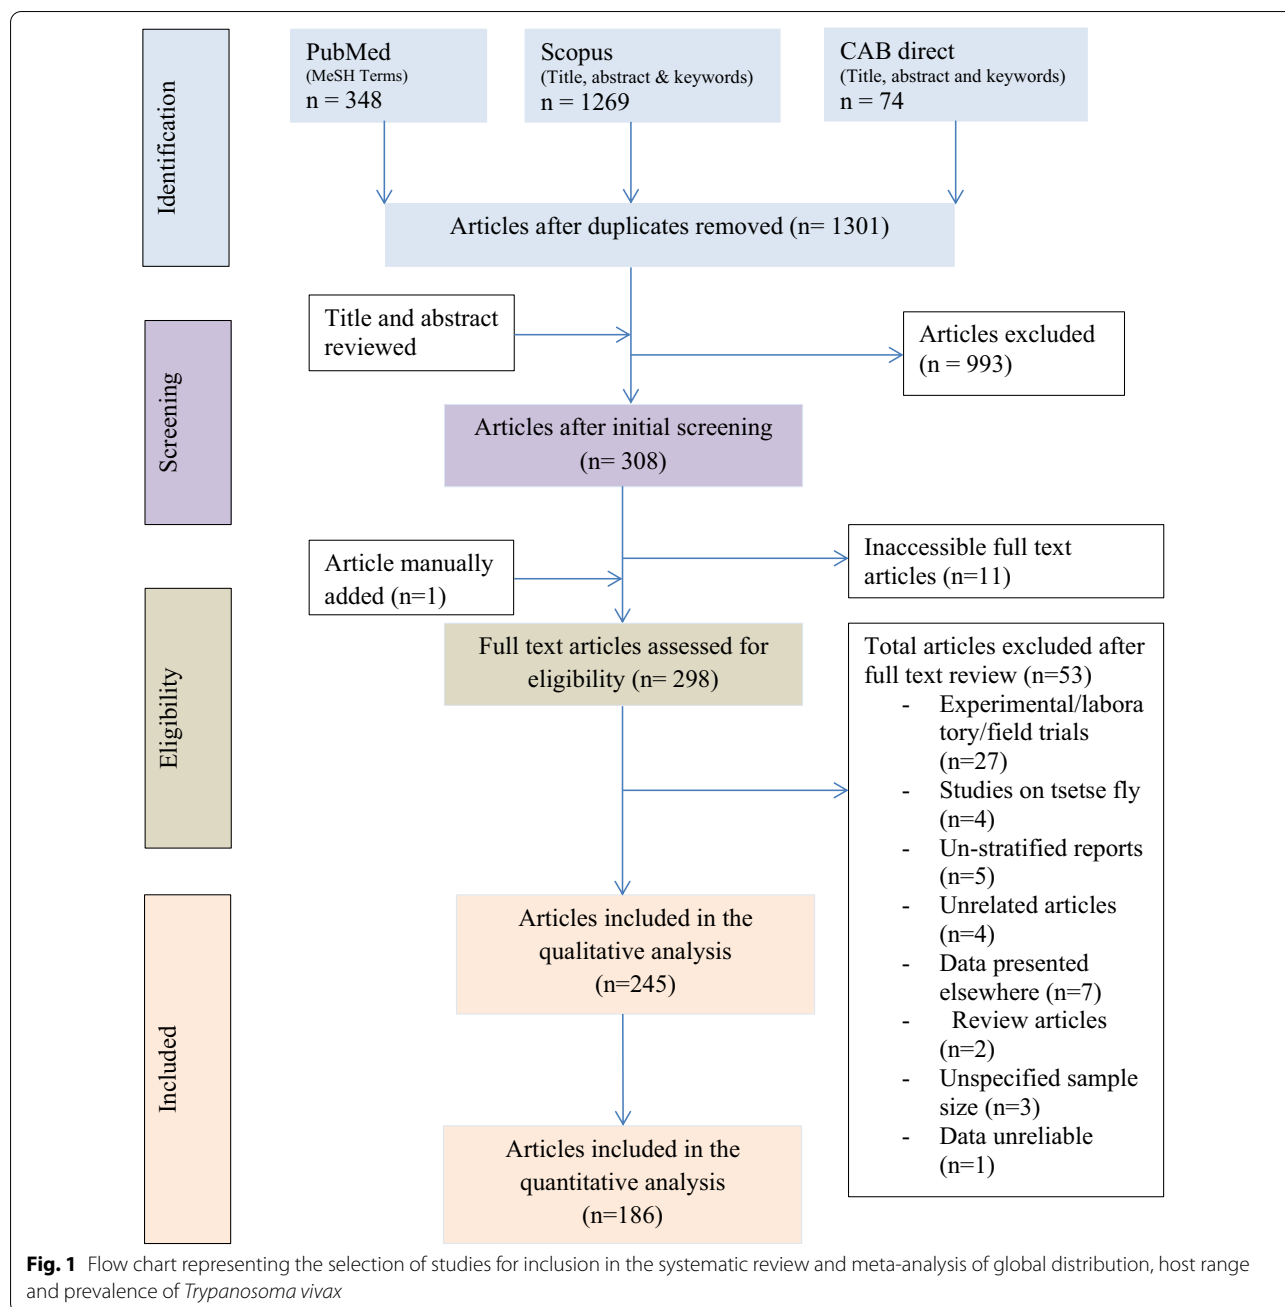 Identification
PubMed
(MeSH Terms)
n = 348
Scopus
(Title, abstract & keywords)
n = 1269
CAB direct
(Title, abstract and keywords)
n = 74
Articles after duplicates removed (n= 1301)
Screening
Title and abstract
reviewed
Articles excluded
(n = 993)
Articles after initial screening
(n= 308)
Inaccessible full text
articles (n=11)
Article manually
added (n=1)
Eligibility
Full text articles assessed for
eligibility (n= 298)
Total articles excluded after
full text review (n=53)
- Experimental/labora
tory/field trials
(n=27)
- Studies on tsetse fly
(n=4)
- Un-stratified reports
(n=5)
- Unrelated articles
(n=4)
- Data presented
elsewhere (n=7)
- Review articles
(n=2)
- Unspecified sample
size (n=3)
- Data unreliable
(n=1)
Included
Articles included in the
qualitative analysis
(n=245)
Articles included in the
quantitative analysis
(n=186)
Fig. 1 Flow chart representing the selection of studies for inclusion in the systematic review and meta-analysis of global distribution, host range
and prevalence of Trypanosoma vivax